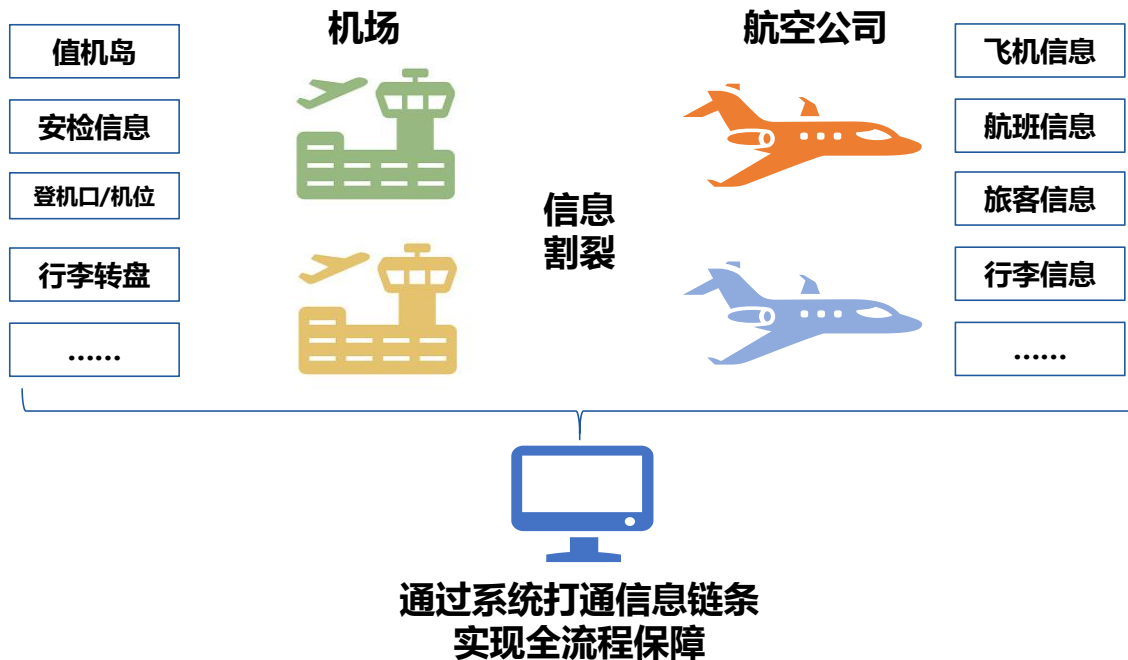 机场
航空公司
值机岛
安检信息
登机口/机位
行李转盘
……
信息
割裂
飞机信息
航班信息
旅客信息
行李信息
……
通过系统打通信息链条
实现全流程保障